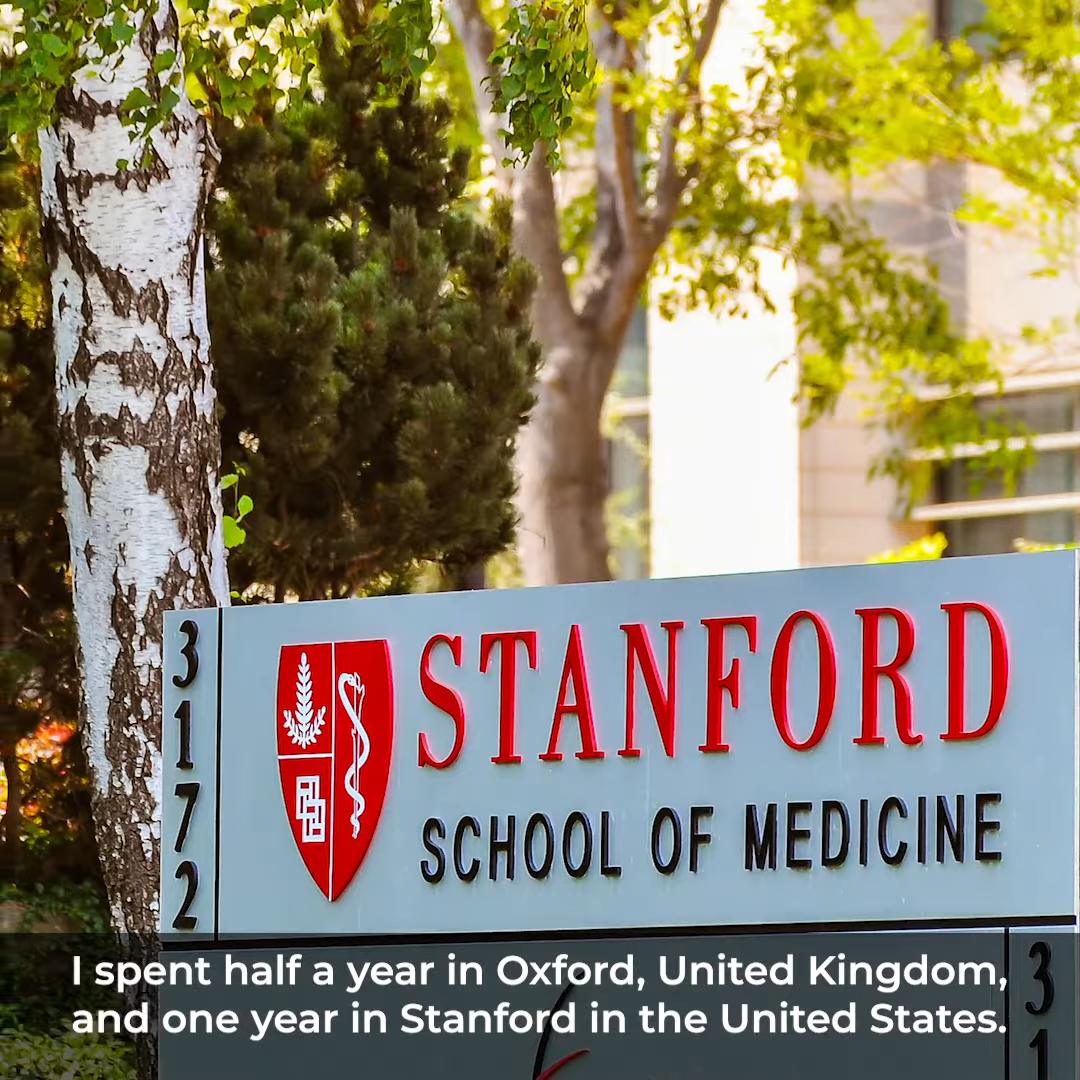 3172
STANFORD
SCHOOL OF MEDICINE
I spent half a year in Oxford, United Kingdom,
and one year in Stanford in the United States.
31